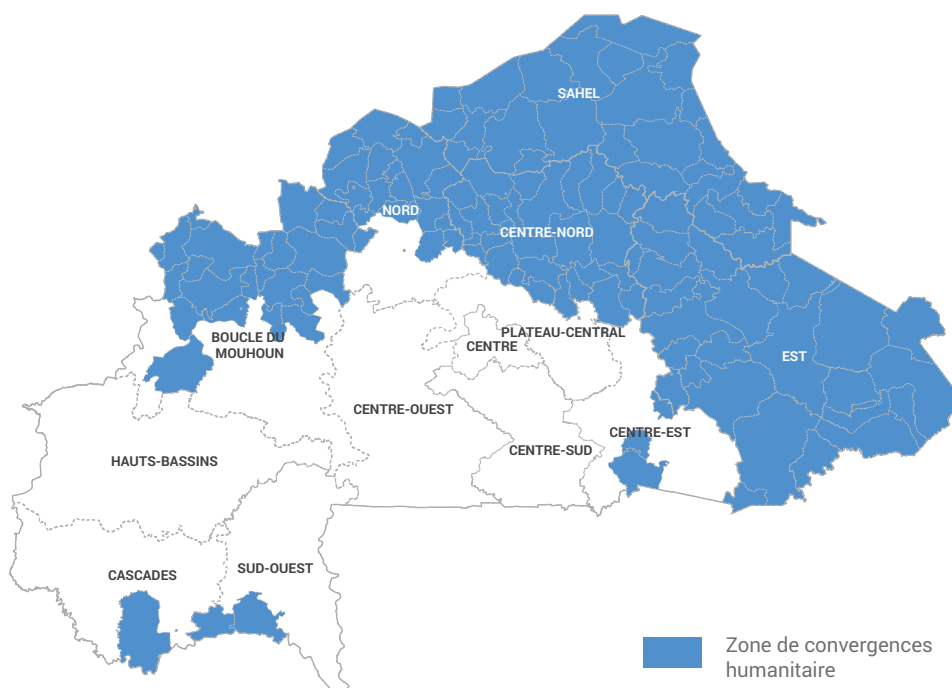 SAHEL
NORD
CENTRE-NORD
BOUCLE DU
MOUHOUN
PLATEAU-CENTRAL
CENTRE
EST
CENTRE-OUEST
CENTRE-EST
CENTRE-SUD
HAUTS-BASSINS
SUD-OUEST
CASCADES
Zone de convergences
humanitaire